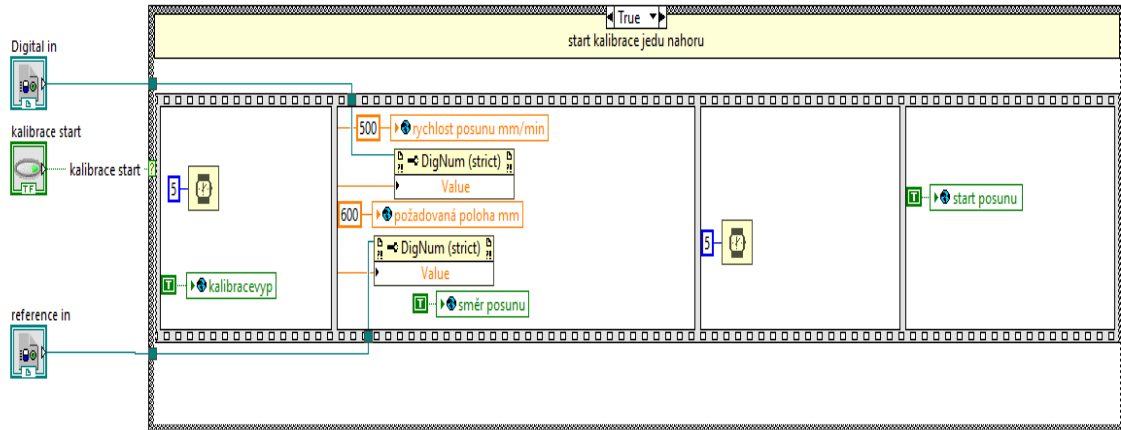 True
start kalibrace jedu nahoru
Digital in
kalibrace start
TF
kalibrace start
?
5
T
kalibracevyp
500
rychlost posunu mm/min
DigNum (strict)
Value
600
požadovaná poloha mm
DigNum (strict)
Value
T
směr posunu
5
T
start posunu
reference in